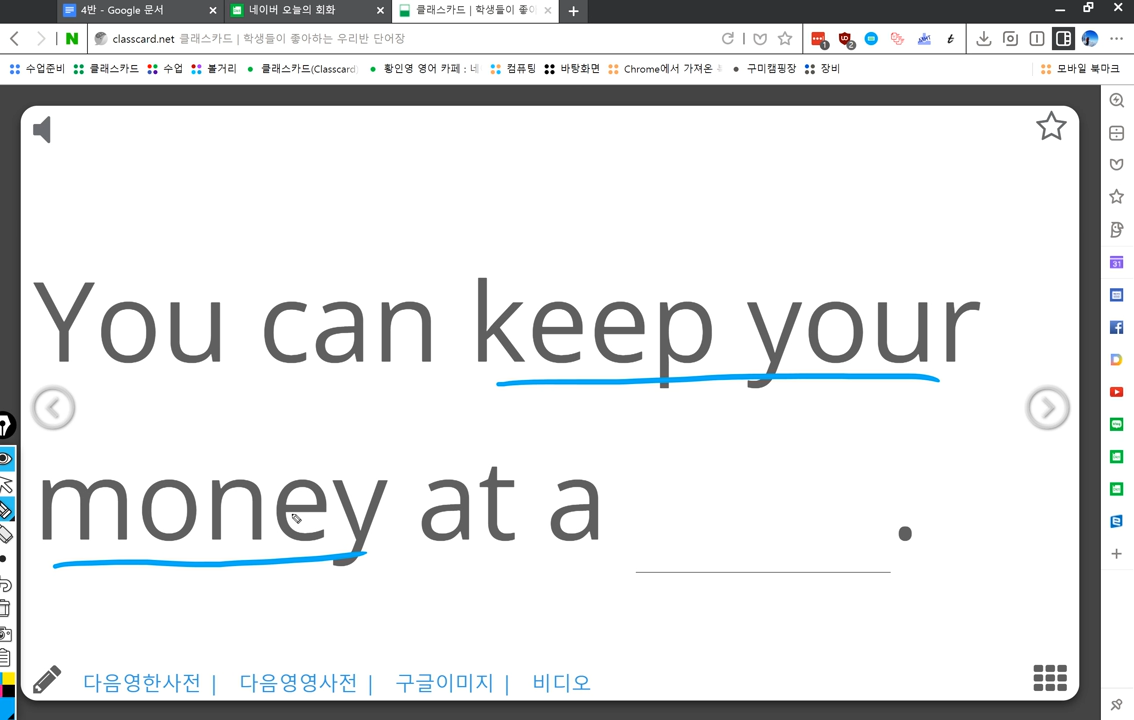 4반 - Google 문서
네이버 오늘의 회화
클래스카드 | 학생들이 좋아
classcard.net 클래스카드 | 학생들이 좋아하는 우리반 단어장
수업준비 클래스카드 수업 볼거리 클래스카드(Classcard) 황인영 영어 카페 : 네 컴퓨팅 바탕화면 Chrome에서 가져온 구미캠핑장 장비 모바일 북마크
You can keep your
money at a ______ .
다음영한사전 | 다음영영사전 | 구글이미지 | 비디오